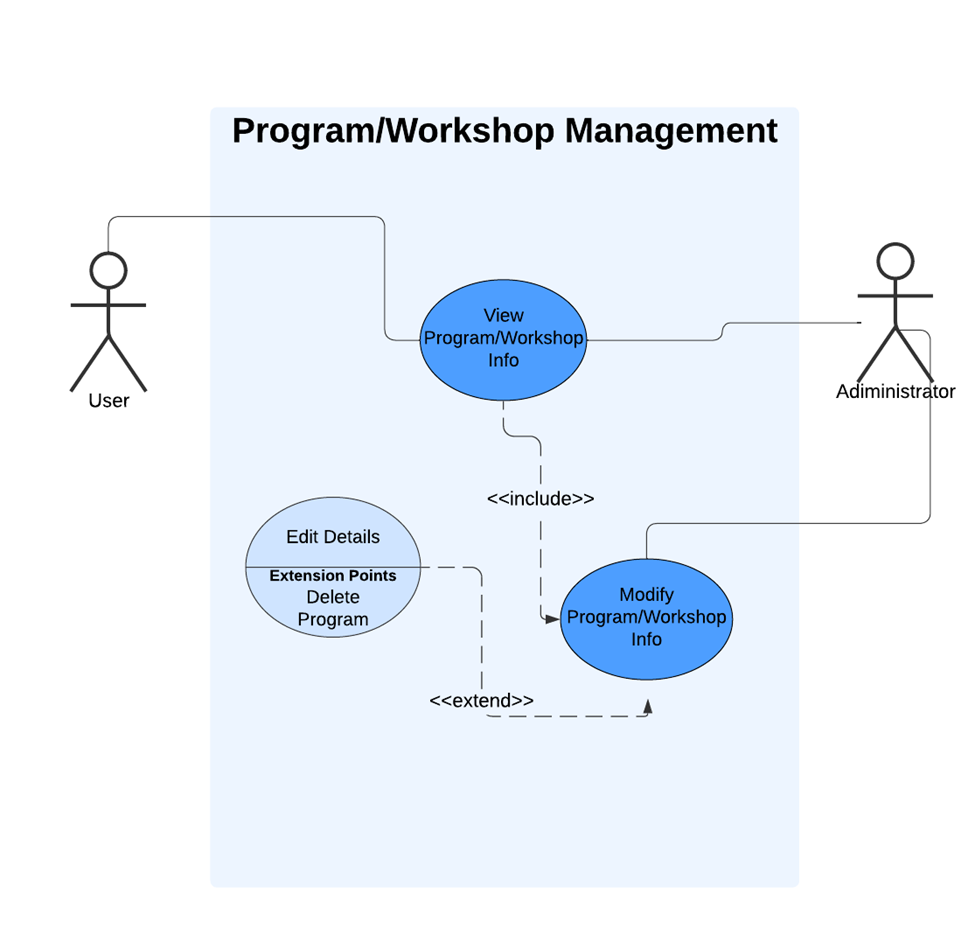 Program/Workshop Management
View
Program/Workshop
Info
User
Adiministrator
<<include>>
Edit Details
Extension Points
Delete
Program
Modify
Program/Workshop
Info
<<extend>>